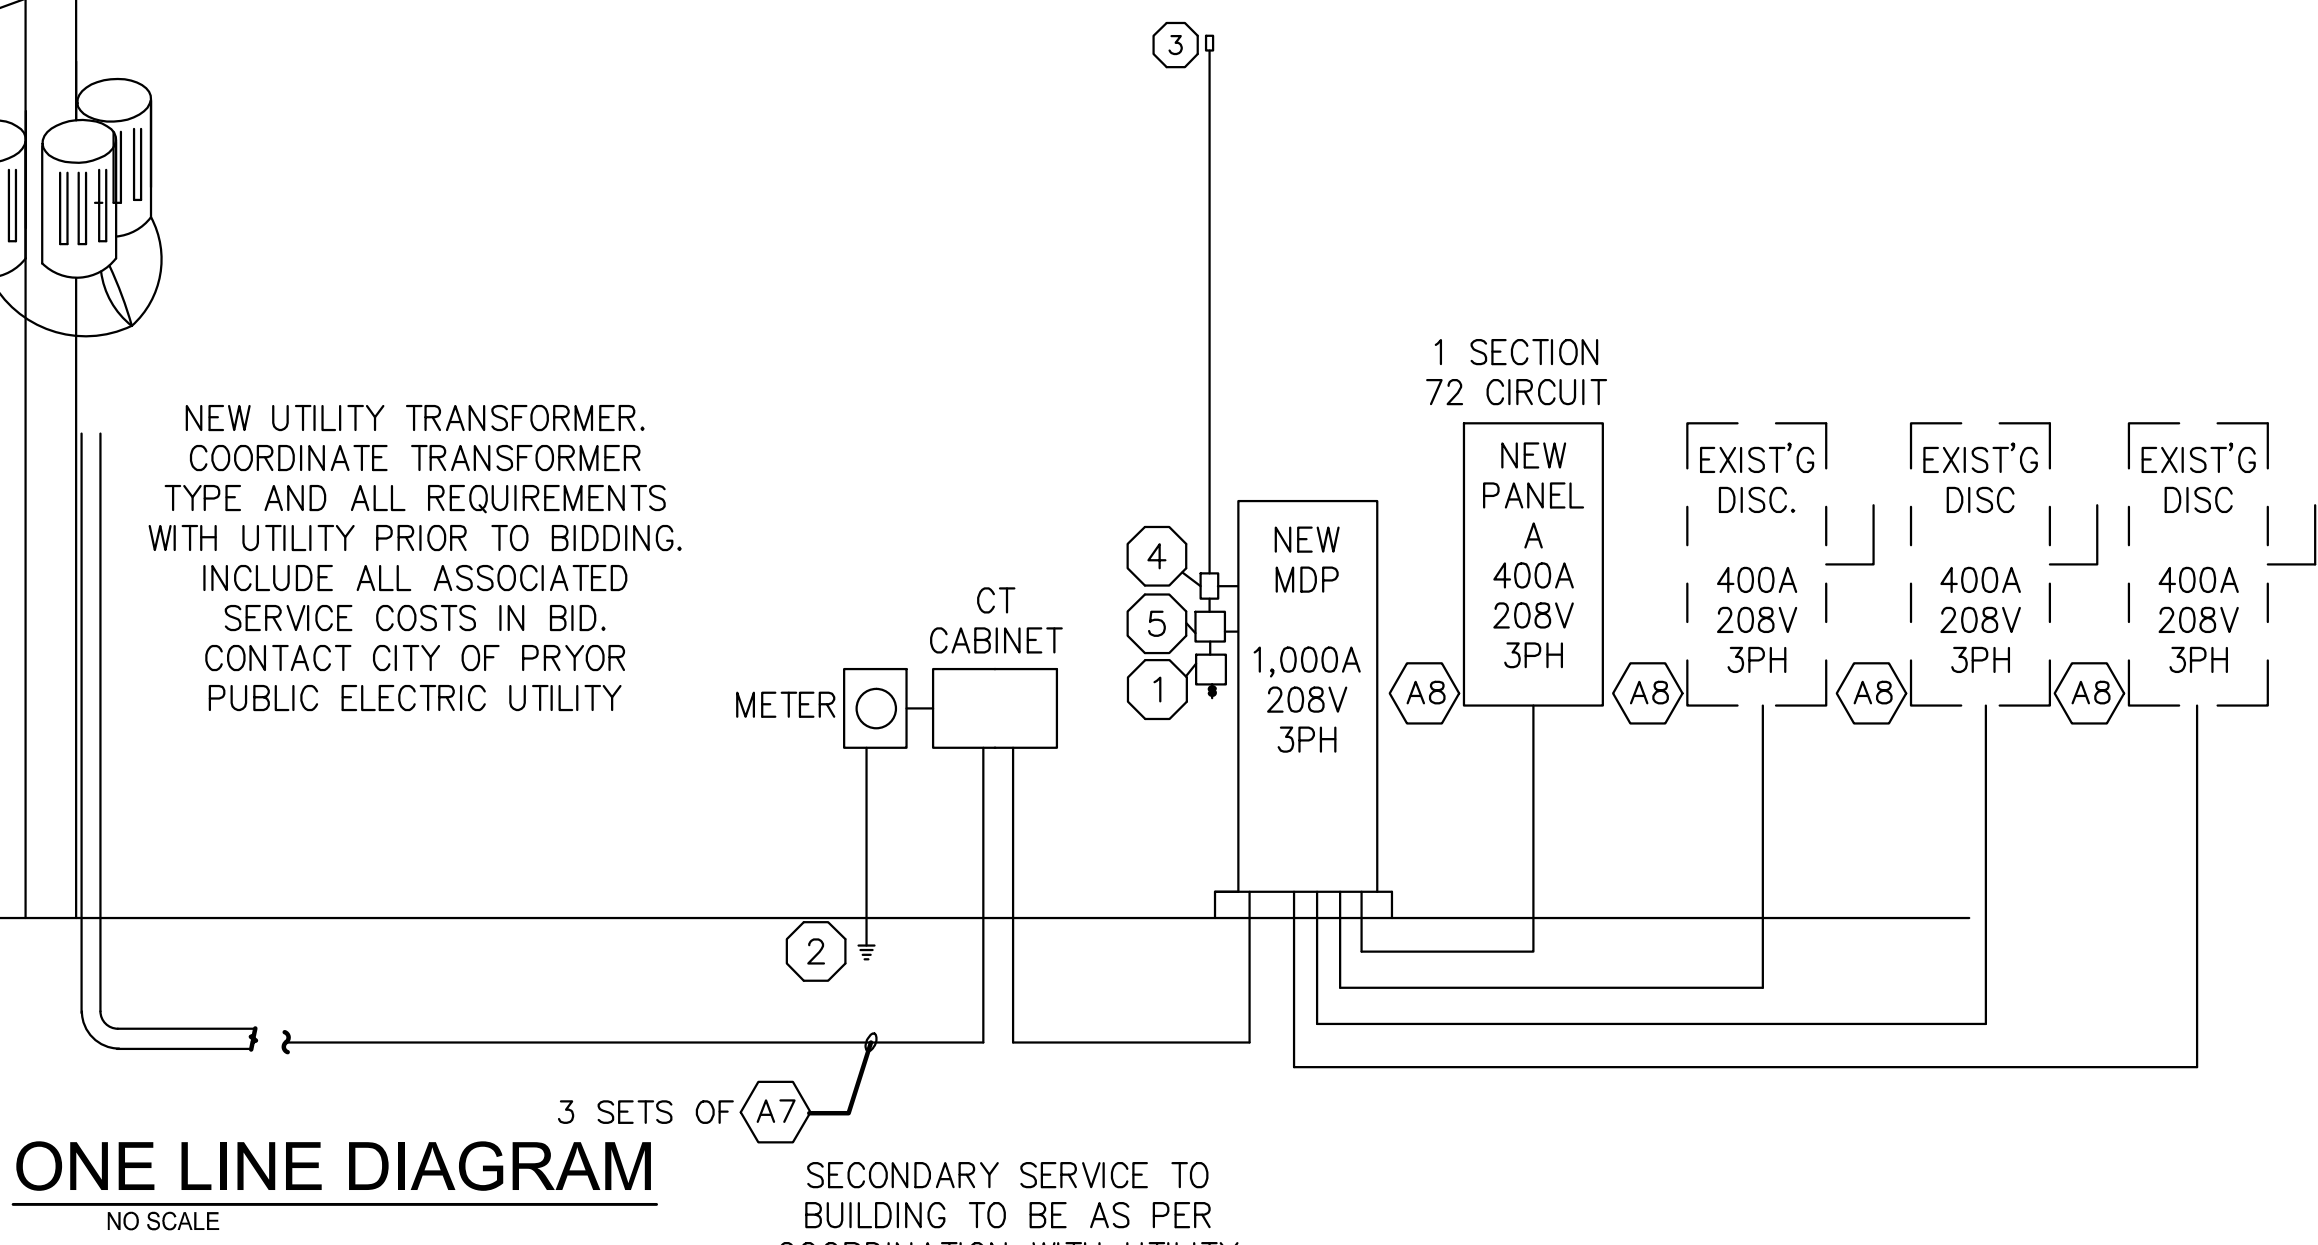 3
NEW UTILITY TRANSFORMER.
COORDINATE TRANSFORMER
TYPE AND ALL REQUIREMENTS
WITH UTILITY PRIOR TO BIDDING.
INCLUDE ALL ASSOCIATED
SERVICE COSTS IN BID.
CONTACT CITY OF PRYOR
PUBLIC ELECTRIC UTILITY
METER
CT
CABINET
4
5
1
NEW
MDP
1,000A
208V
3PH
1 SECTION
72 CIRCUIT
NEW
PANEL
A
400A
208V
3PH
A8
EXIST'G
DISC.
400A
208V
3PH
A8
EXIST'G
DISC
400A
208V
3PH
A8
EXIST'G
DISC
400A
208V
3PH
A8
2
3 SETS OF A7
ONE LINE DIAGRAM
NO SCALE
SECONDARY SERVICE TO
BUILDING TO BE AS PER
COORDINATION WITH UTILITY